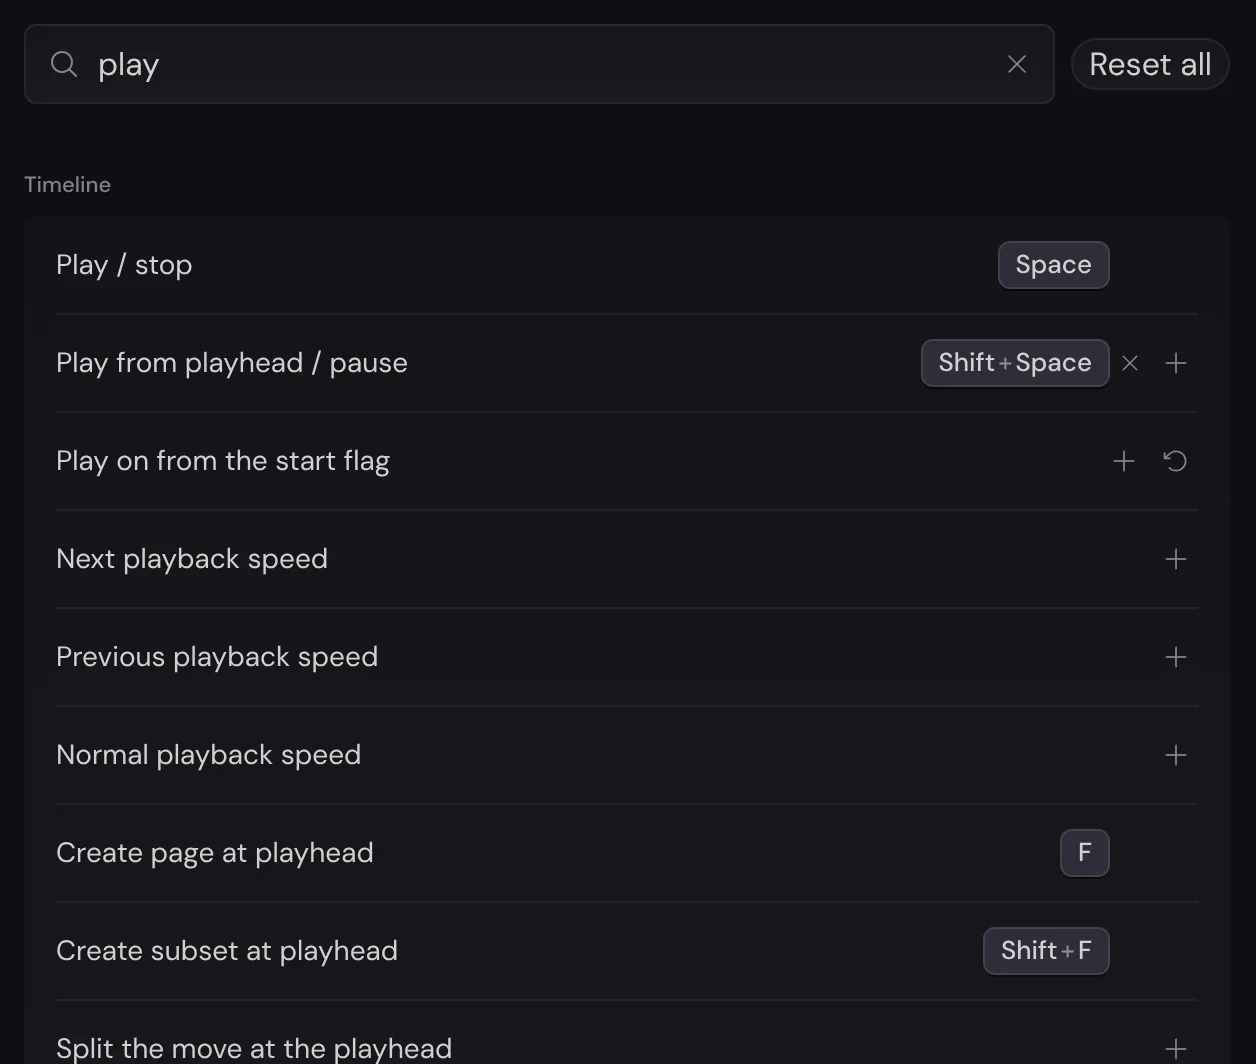 play
Reset all
Timeline
Play / stop
Space
Play from playhead / pause
Shift+Space
Play on from the start flag
Next playback speed
Previous playback speed
Normal playback speed
Create page at playhead
F
Create subset at playhead
Shift+F
Split the move at the playhead